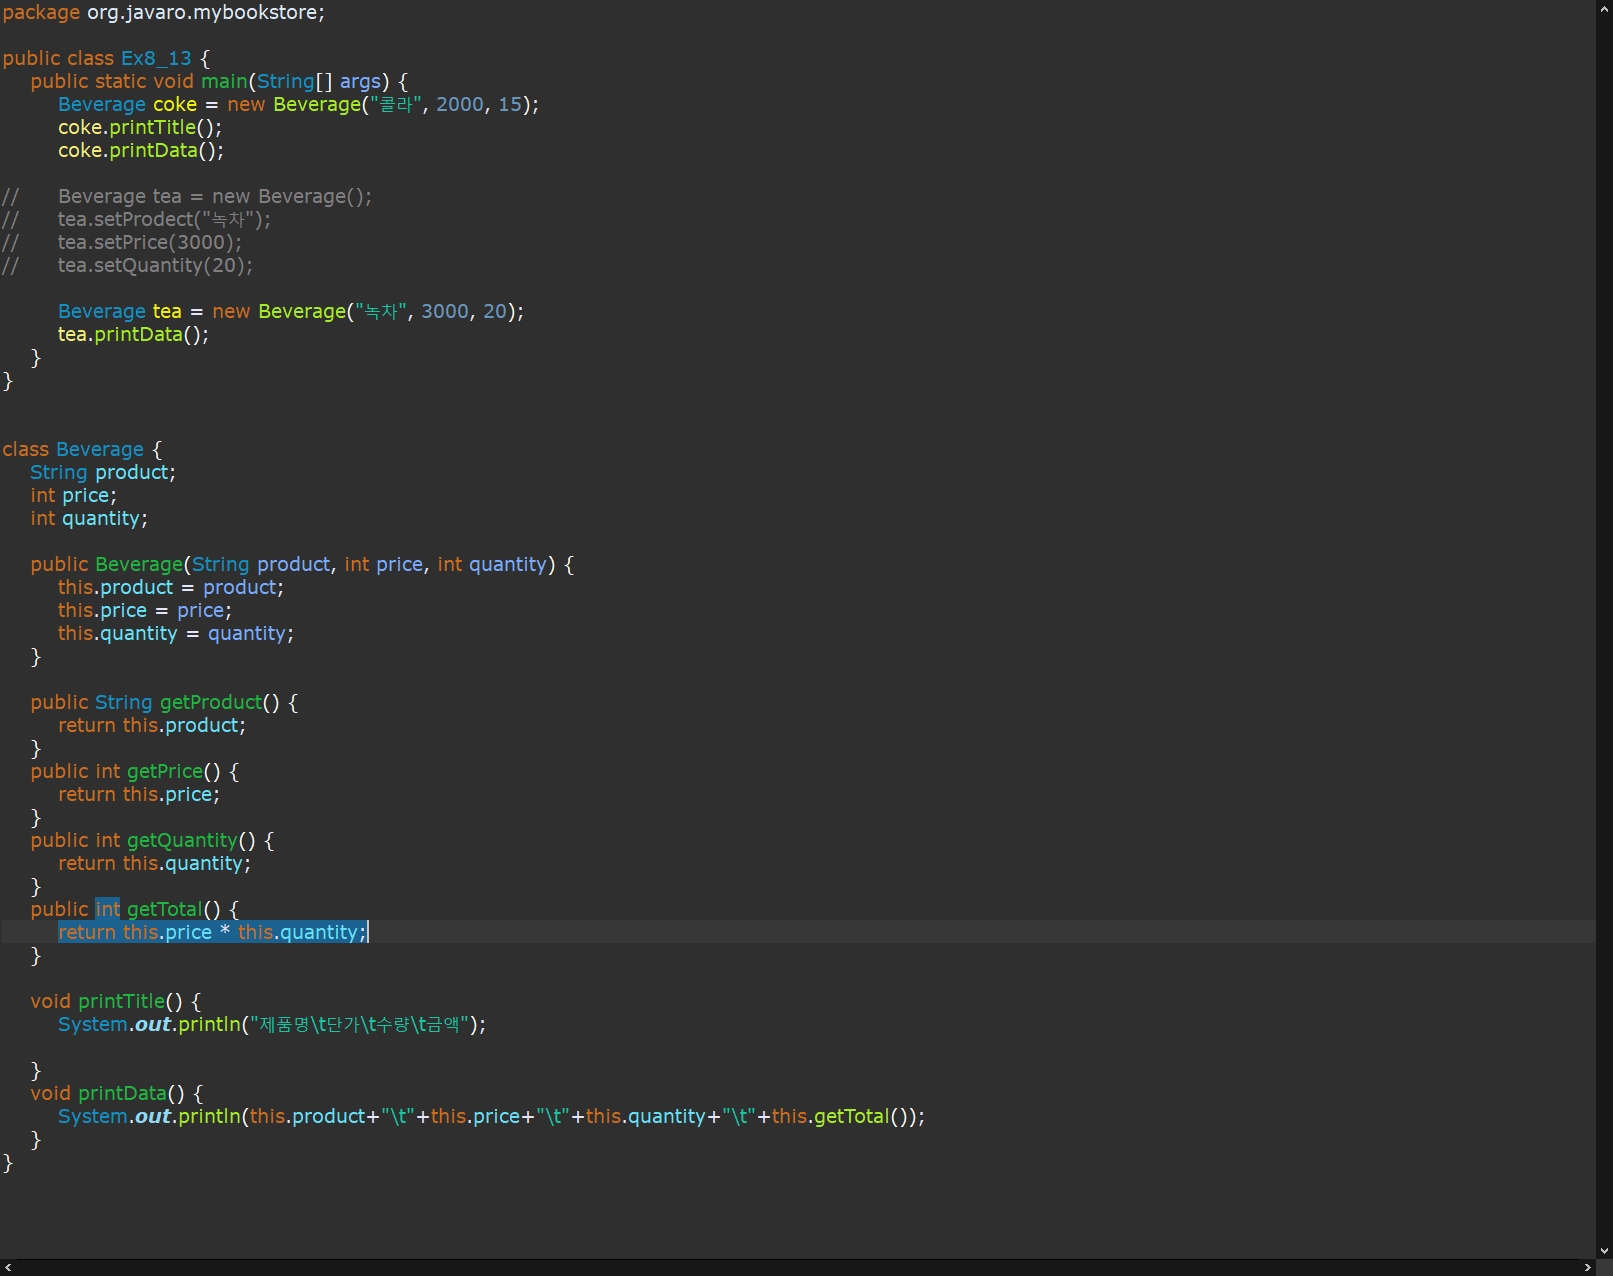 package org.javaro.mybookstore;
public class Ex8_13 {
public static void main(String[] args) {
Beverage coke = new Beverage("콜라", 2000, 15);
coke.printTitle();
coke.printData();
// Beverage tea = new Beverage();
// tea.setProdect("녹차");
// tea.setPrice(3000);
// tea.setQuantity(20);
Beverage tea = new Beverage("녹차", 3000, 20);
tea.printData();
}
}
class Beverage {
String product;
int price;
int quantity;
public Beverage(String product, int price, int quantity) {
this.product = product;
this.price = price;
this.quantity = quantity;
}
public String getProduct() {
return this.product;
}
public int getPrice() {
return this.price;
}
public int getQuantity() {
return this.quantity;
}
public int getTotal() {
return this.price * this.quantity;
}
void printTitle() {
System.out.println("제품명\t단가\t수량\t금액");
}
void printData() {
System.out.println(this.product+"\t"+this.price+"\t"+this.quantity+"\t"+this.getTotal());
}
}